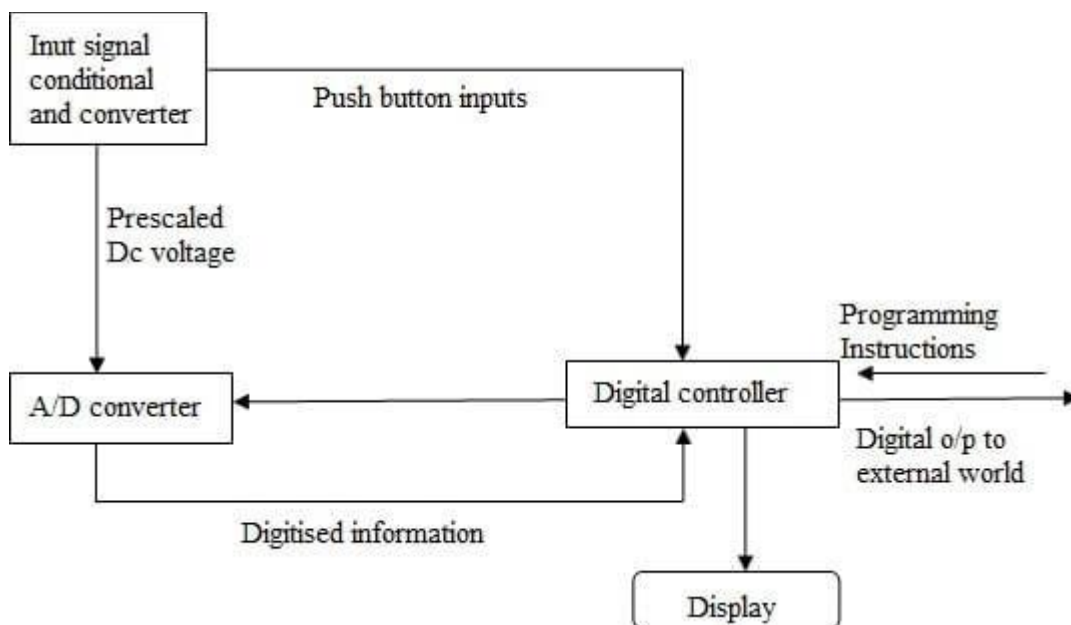 Inut signal
conditional
and converter
Push button inputs
Prescaled
Dc voltage
Programming
Instructions
A/D converter
Digital controller
Digital o/p to
external world
Digitised information
Display